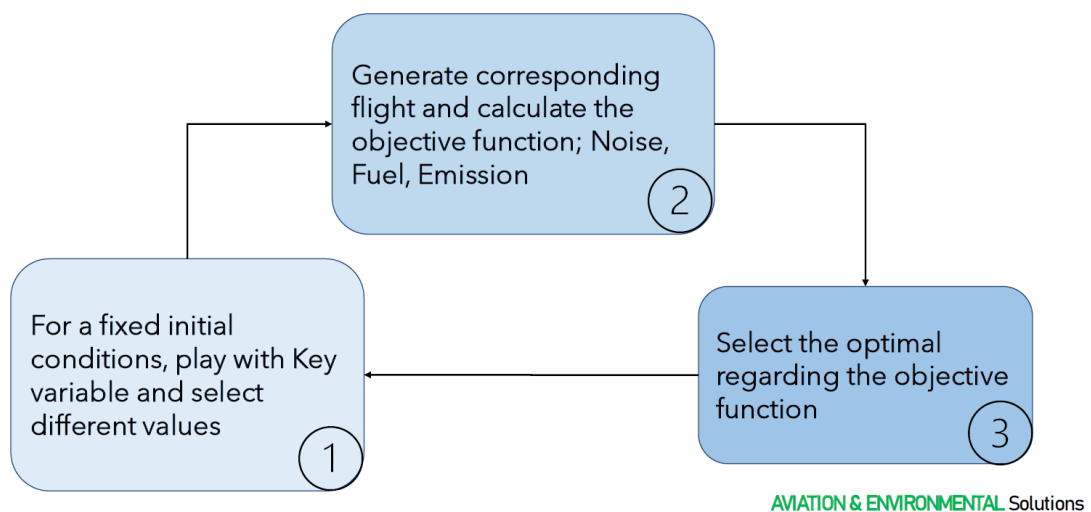 Generate corresponding
flight and calculate the
objective function; Noise,
Fuel, Emission
2
For a fixed initial
conditions, play with Key
variable and select
different values
1
Select the optimal
regarding the objective
function
3
AVIATION & ENVIRONMENTAL Solutions